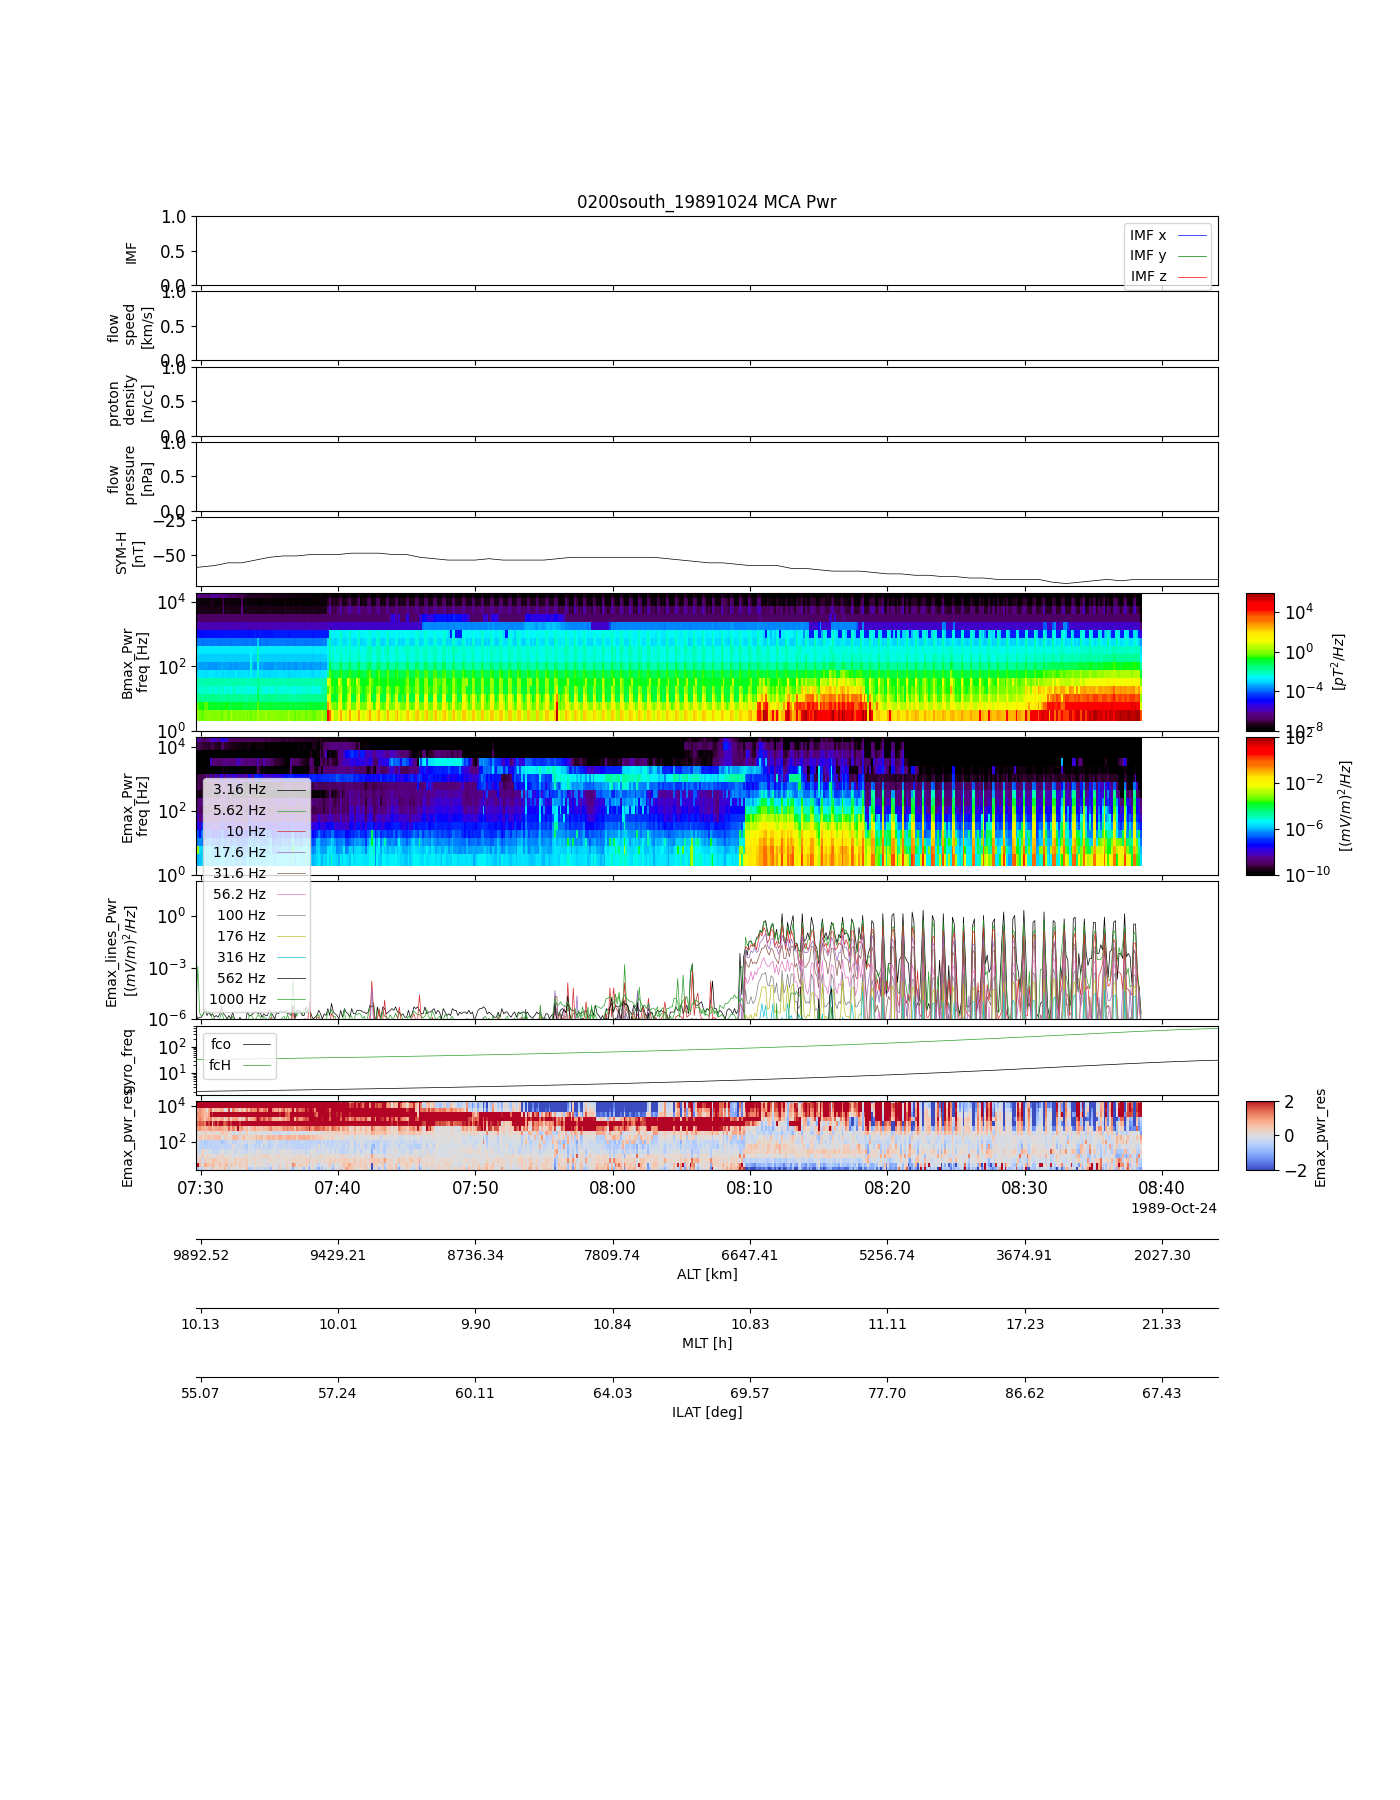 0200south_19891024 MCA Pwr
IMF
1.0
0.5
0.0
IMF x
IMF y
IMF z
flow
speed
[km/s]
1.0
0.5
0.0
proton
density
[n/cc]
1.0
0.5
0.0
flow
pressure
[nPa]
1.0
0.5
0.0
SYM-H
[nT]
−25
−50
Bmax_Pwr
freq [Hz]
10^4
10^2
10^0
10^4
10^0
10^−4
10^−8
[pT^2/Hz]
Emax_Pwr
freq [Hz]
10^4
10^2
10^0
10^2
10^−2
10^−6
10^−10
[(mV/m)^2/Hz]
3.16 Hz
5.62 Hz
10 Hz
17.6 Hz
31.6 Hz
56.2 Hz
100 Hz
176 Hz
316 Hz
562 Hz
1000 Hz
Emax_lines_Pwr
[(mV/m)^2/Hz]
10^0
10^−3
10^−6
gyro_freq
10^2
10^1
fco
fcH
Emax_pwr_res
10^4
10^2
2
0
−2
Emax_pwr_res
07:30 07:40 07:50 08:00 08:10 08:20 08:30 08:40
1989-Oct-24
9892.52 9429.21 8736.34 7809.74 6647.41 5256.74 3674.91 2027.30
ALT [km]
10.13 10.01 9.90 10.84 10.83 11.11 17.23 21.33
MLT [h]
55.07 57.24 60.11 64.03 69.57 77.70 86.62 67.43
ILAT [deg]